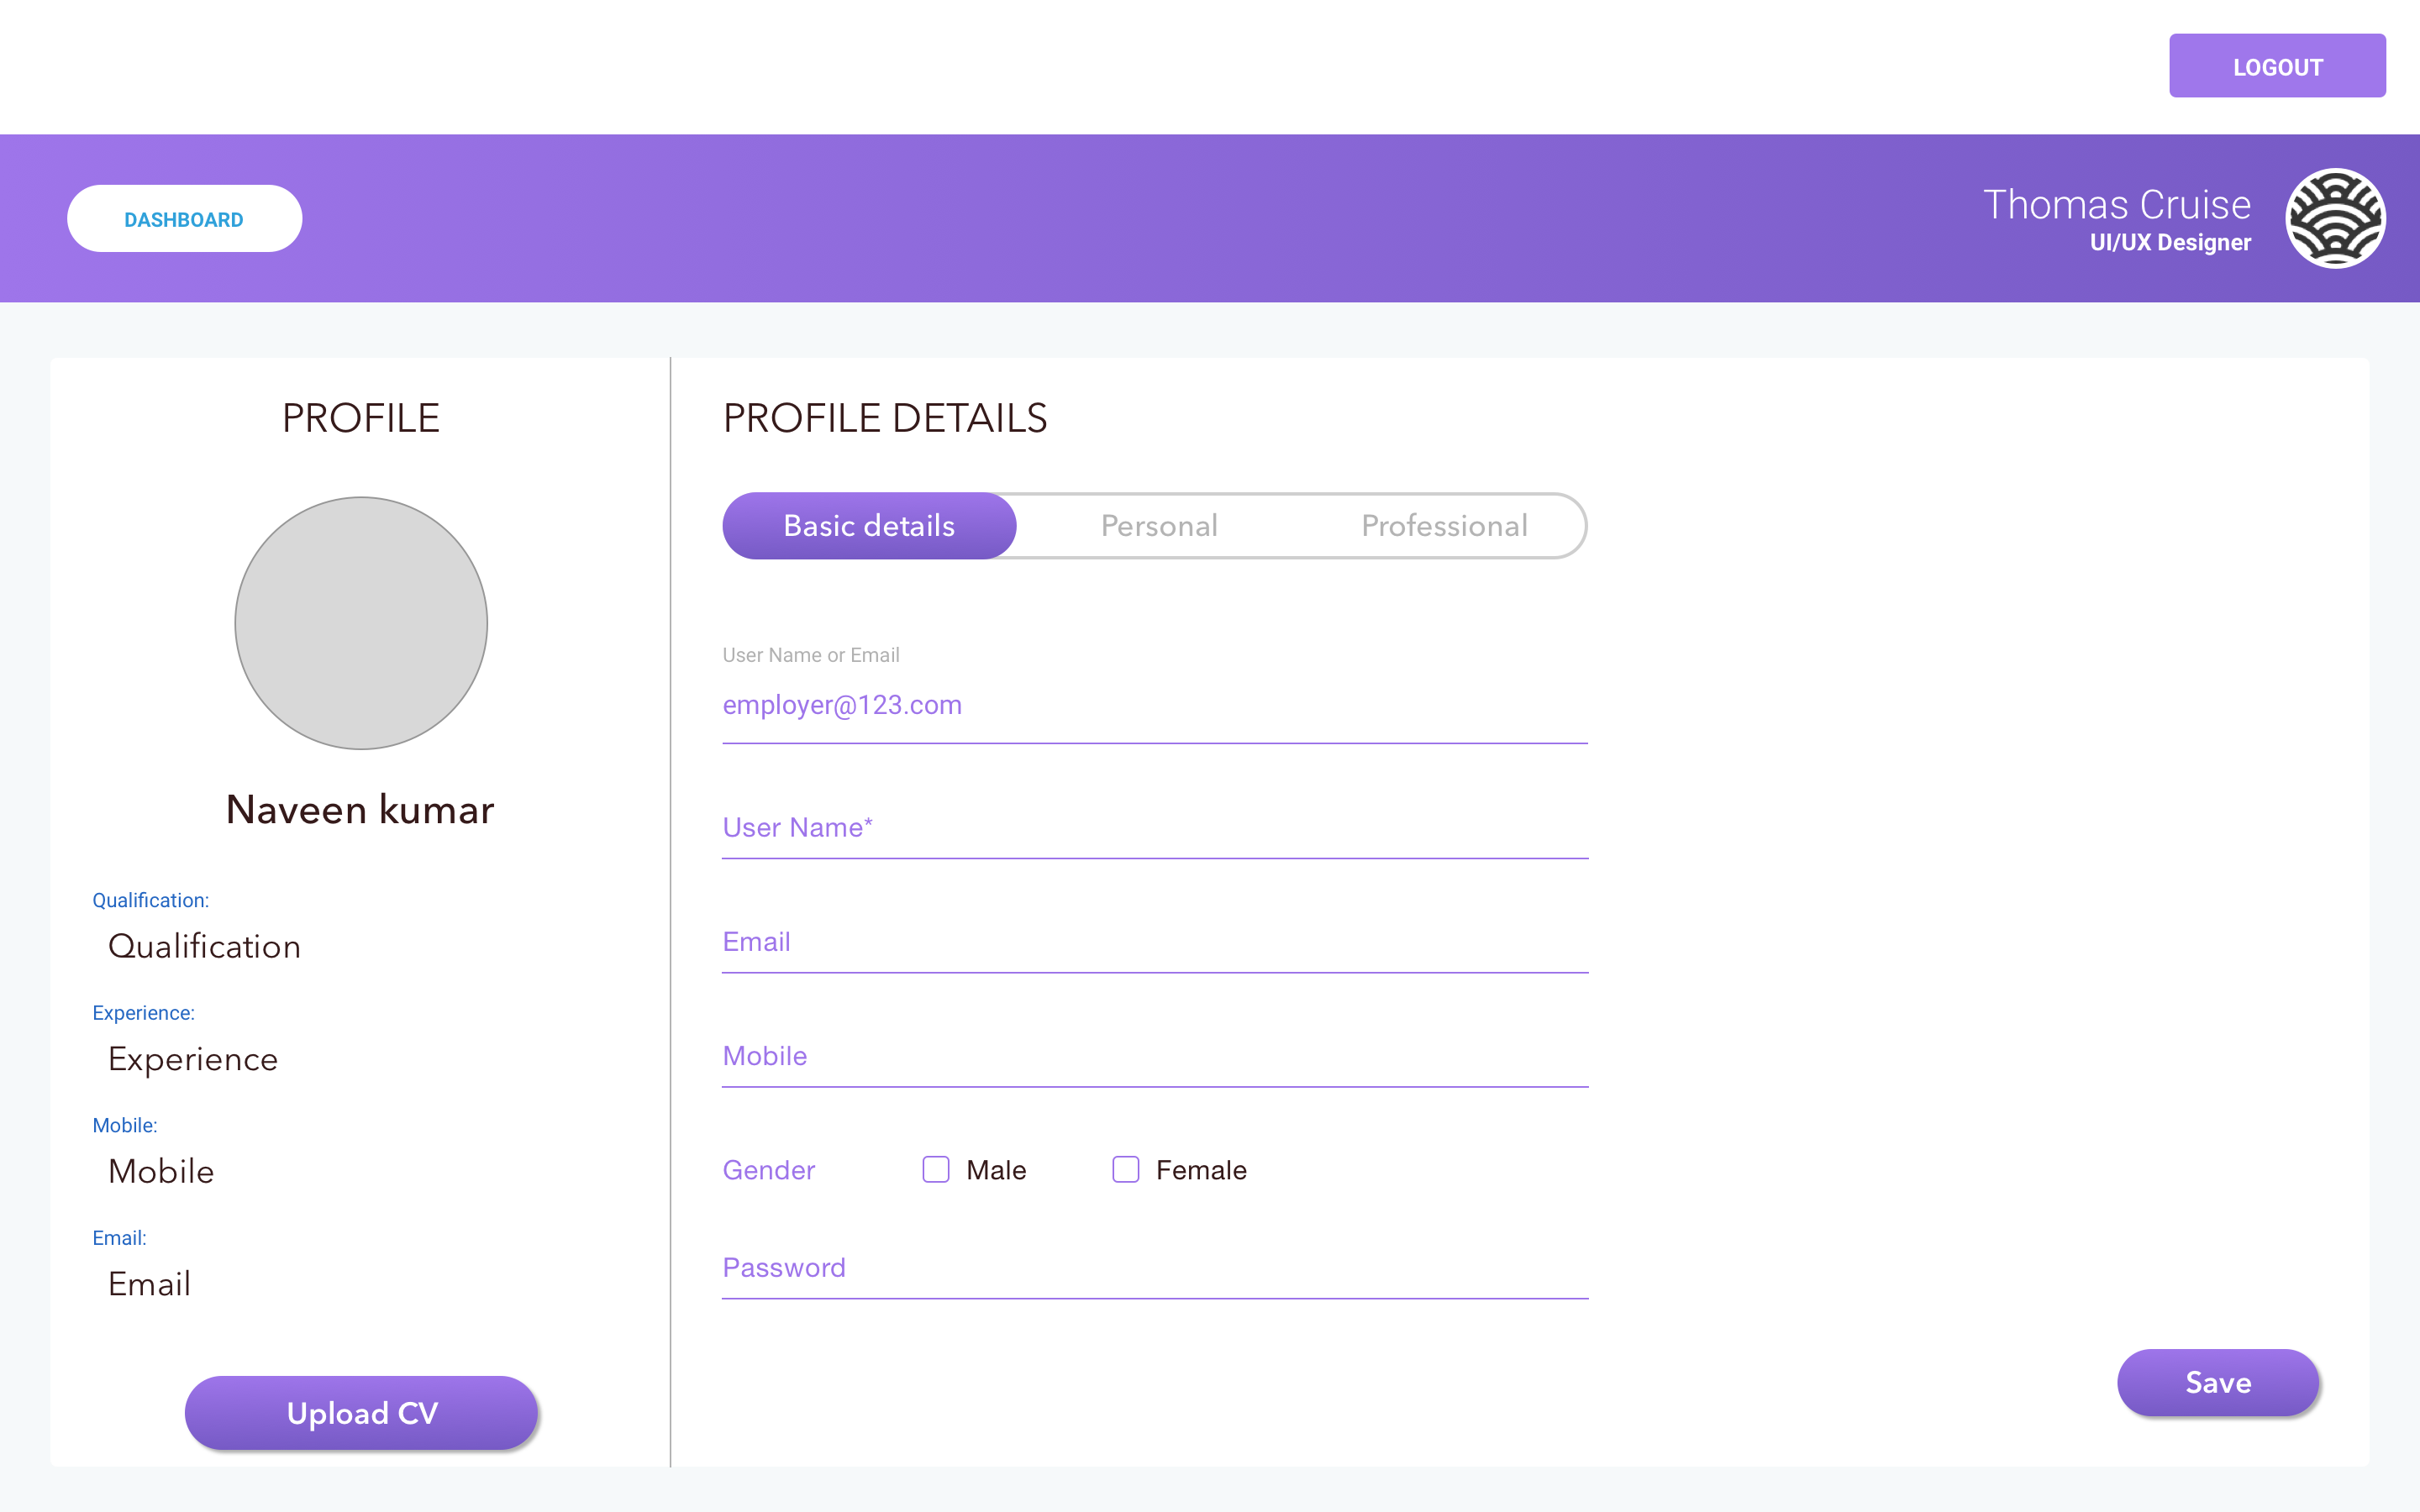 LOGOUT
DASHBOARD
Thomas Cruise
UI/UX Designer
PROFILE
Naveen kumar
Qualification:
Qualification
Experience:
Experience
Mobile:
Mobile
Email:
Email
Upload CV
PROFILE DETAILS
Basic details Personal Professional
User Name or Email
employer@123.com
User Name*
Email
Mobile
Gender Male Female
Password
Save